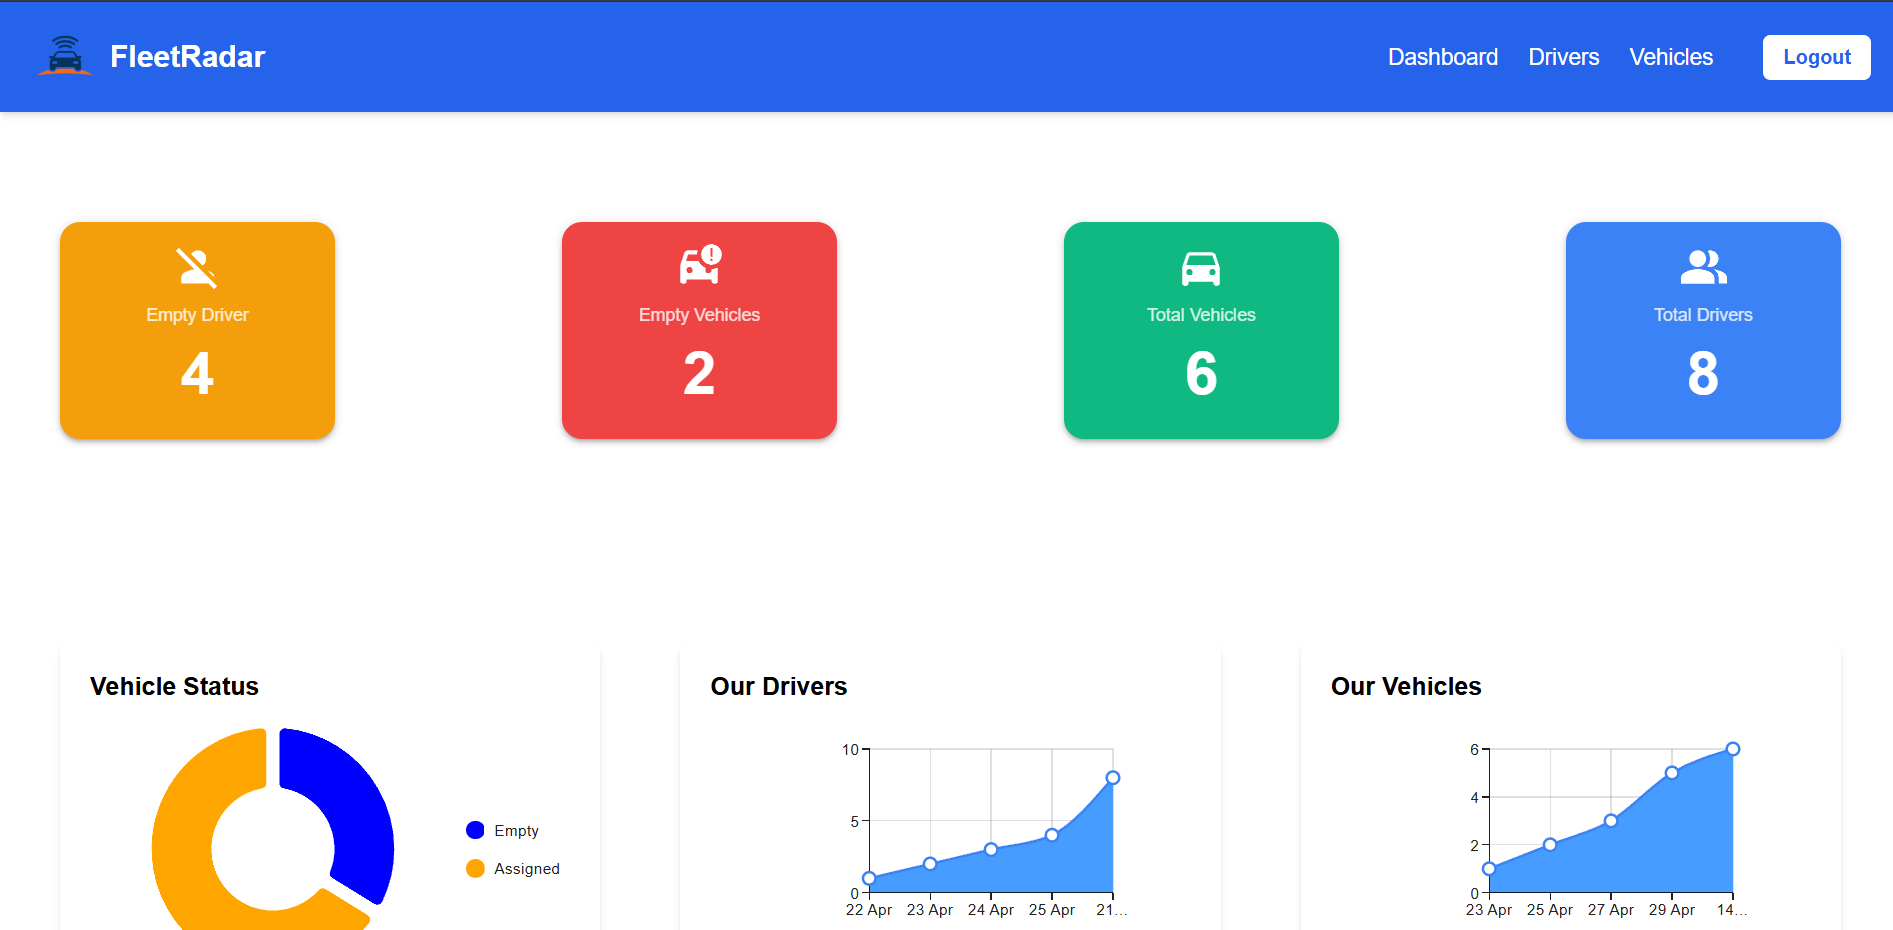 FleetRadar
Dashboard Drivers Vehicles Logout
Empty Driver
4
Empty Vehicles
2
Total Vehicles
6
Total Drivers
8
Vehicle Status
Empty
Assigned
Our Drivers
10
5
0
22 Apr 23 Apr 24 Apr 25 Apr 21...
Our Vehicles
6
4
2
0
23 Apr 25 Apr 27 Apr 29 Apr 14...